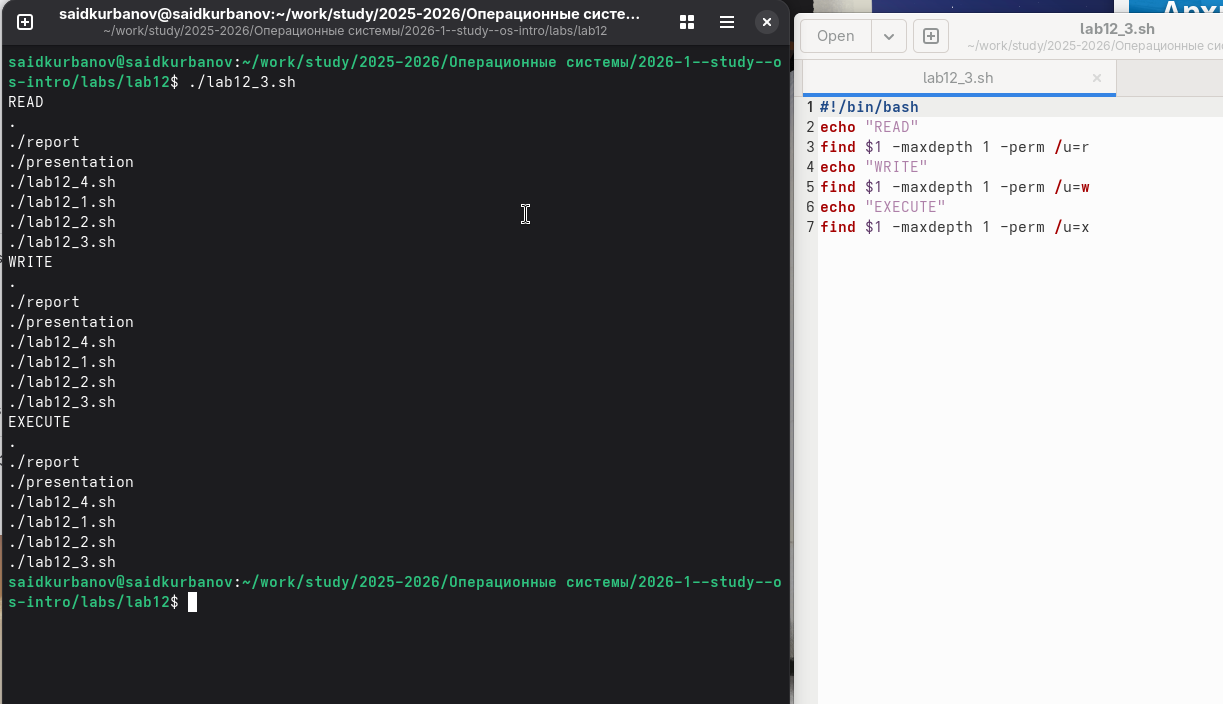 saidkurbanov@saidkurbanov:~/work/study/2025-2026/Операционные систе…
~/work/study/2025-2026/Операционные системы/2026-1--study--os-intro/labs/lab12
saidkurbanov@saidkurbanov:~/work/study/2025-2026/Операционные системы/2026-1--study--o
s-intro/labs/lab12$ ./lab12_3.sh
READ
.
./report
./presentation
./lab12_4.sh
./lab12_1.sh
./lab12_2.sh
./lab12_3.sh
WRITE
.
./report
./presentation
./lab12_4.sh
./lab12_1.sh
./lab12_2.sh
./lab12_3.sh
EXECUTE
.
./report
./presentation
./lab12_4.sh
./lab12_1.sh
./lab12_2.sh
./lab12_3.sh
saidkurbanov@saidkurbanov:~/work/study/2025-2026/Операционные системы/2026-1--study--o
s-intro/labs/lab12$
Open
lab12_3.sh
~/work/study/2025-2026/Операционные си
lab12_3.sh
1 #!/bin/bash
2 echo "READ"
3 find $1 -maxdepth 1 -perm /u=r
4 echo "WRITE"
5 find $1 -maxdepth 1 -perm /u=w
6 echo "EXECUTE"
7 find $1 -maxdepth 1 -perm /u=x